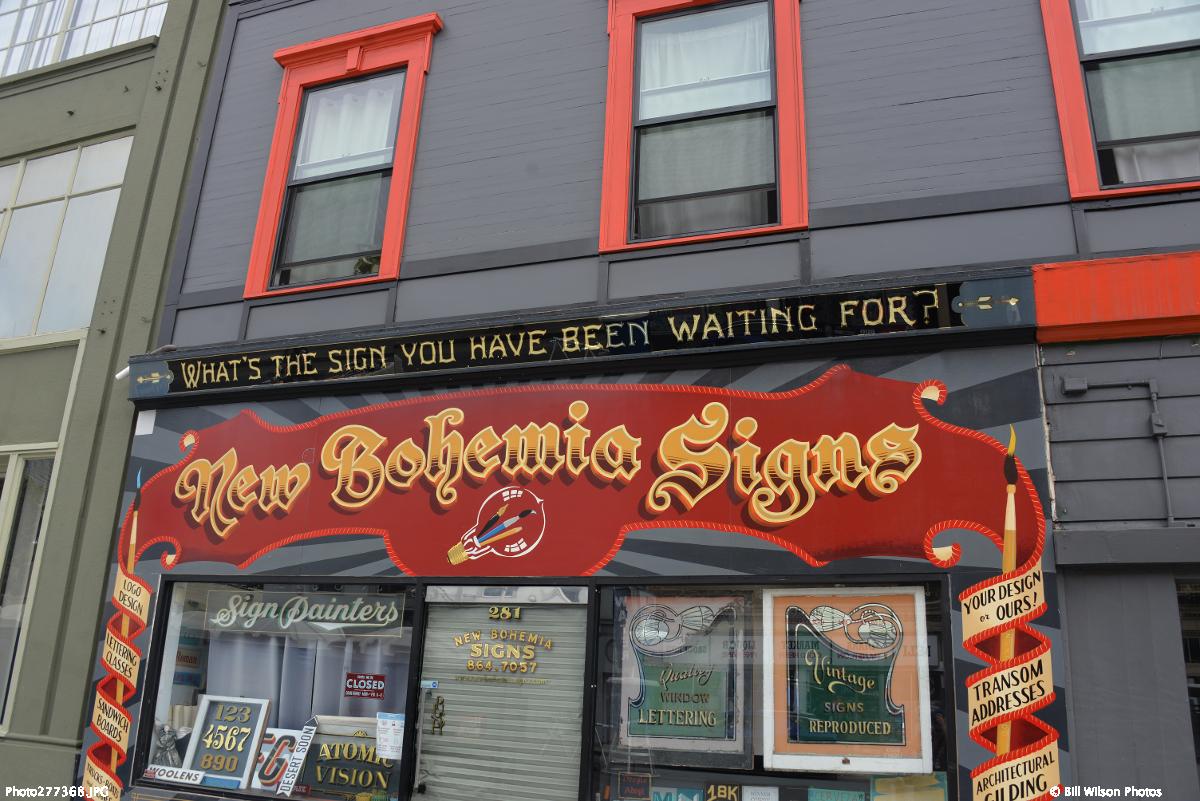 WHAT'S THE SIGN YOU HAVE BEEN WAITING FOR?
New Bohemia Signs
LOGO
DESIGN
LETTERING
CLASSES
SANDWICH
BOARDS
YOUR DESIGN
or OURS!
TRANSOM
ADDRESSES
ARCHITECTURAL
GILDING
Sign Painters
CLOSED
123
4567
890
WOOLENS
FG
DESERT SOON
ATOMIC
VISION
281
NEW BOHEMIA
SIGNS
864.7057
Quality
WINDOW
LETTERING
Vintage
SIGNS
REPRODUCED
18K
Photo277368.JPG
© Bill Wilson Photos